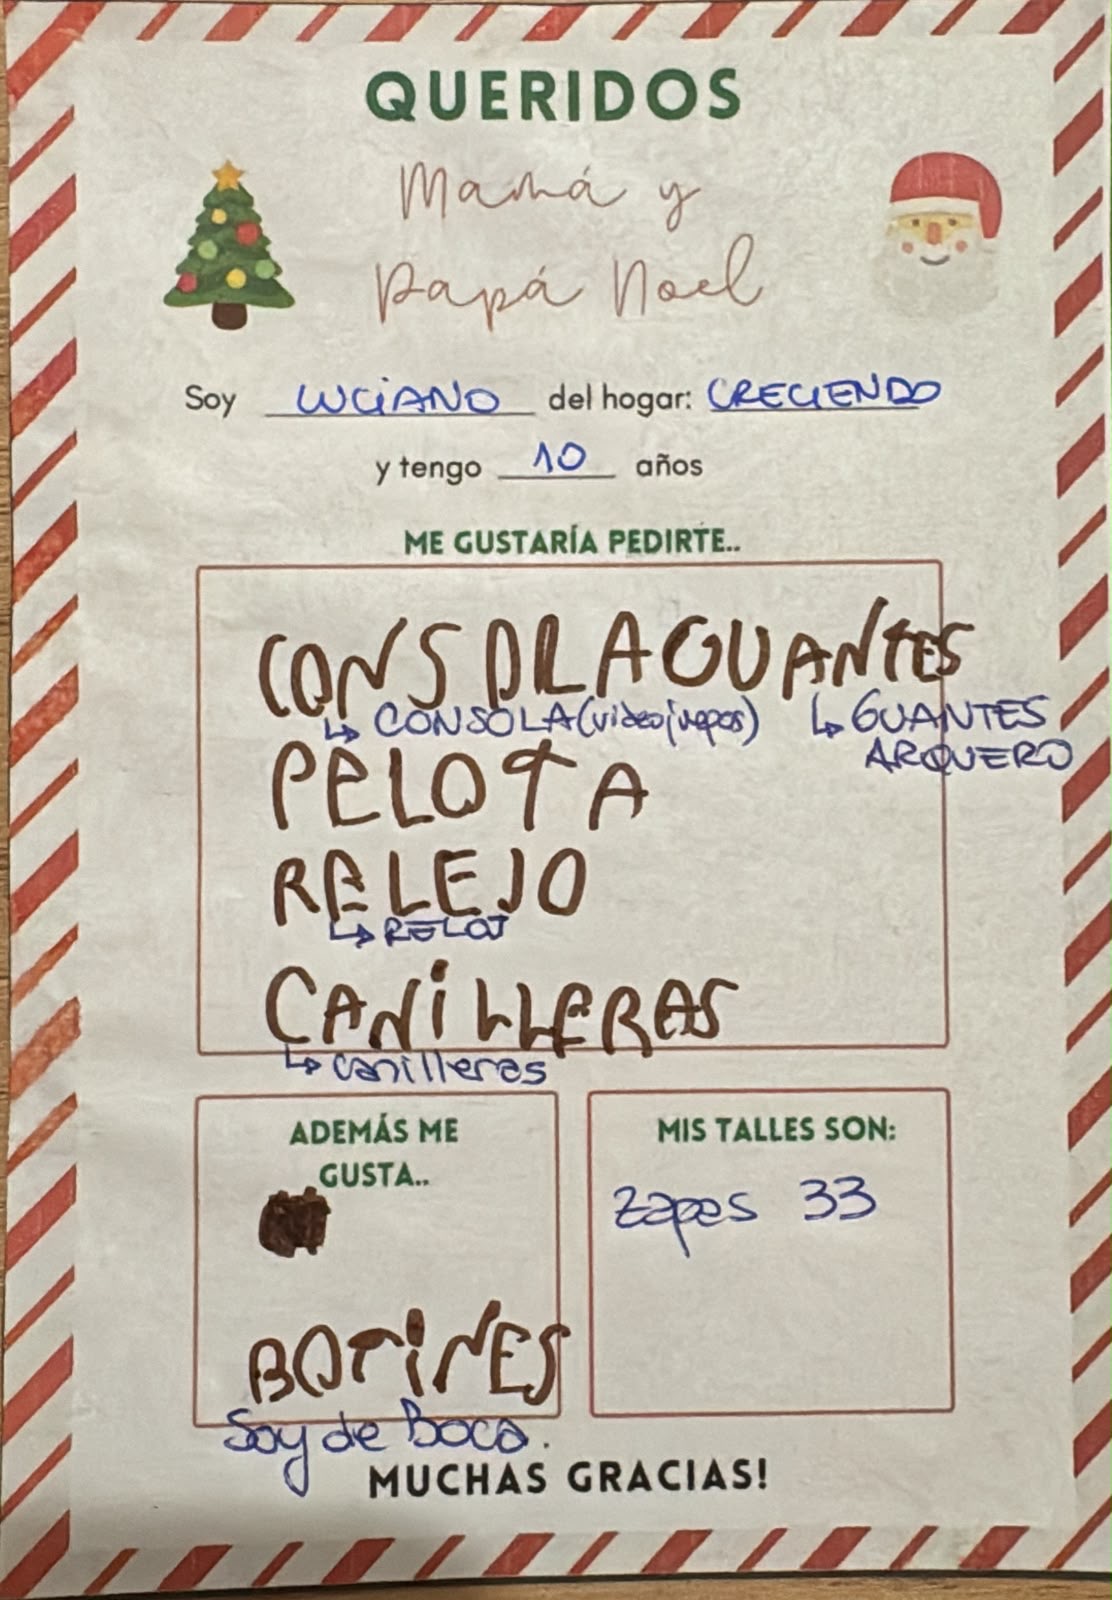 QUERIDOS
Mamá y
Papá Noel
Soy LUCIANO del hogar: CRECIENDO
y tengo 10 años
ME GUSTARÍA PEDIRTE..
CONSOLAGUANTES
↳ CONSOLA (videojuegos) ↳ GUANTES
ARQUERO
PELOTA
RELEJO
↳ RELOJ
CANILLERAS
↳ canilleras
ADEMÁS ME
GUSTA..
BOTINES
Soy de Boca.
MIS TALLES SON:
zapas 33
MUCHAS GRACIAS!